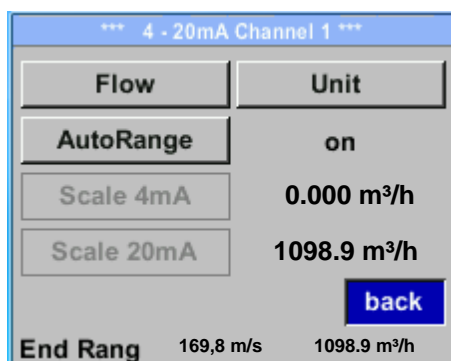 *** 4 - 20mA Channel 1 ***
Flow Unit
AutoRange on
Scale 4mA 0.000 m³/h
Scale 20mA 1098.9 m³/h
back
End Rang 169,8 m/s 1098.9 m³/h